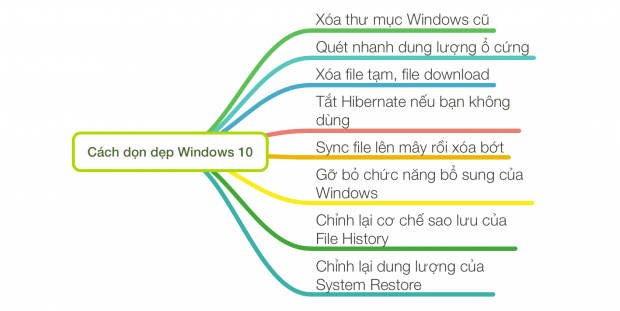 Xóa thư mục Windows cũ
Quét nhanh dung lượng ổ cứng
Xóa file tạm, file download
Tắt Hibernate nếu bạn không
dùng
Cách dọn dẹp Windows 10
Sync file lên mây rồi xóa bớt
Gỡ bỏ chức năng bổ sung của
Windows
Chỉnh lại cơ chế sao lưu của
File History
Chỉnh lại dung lượng của
System Restore